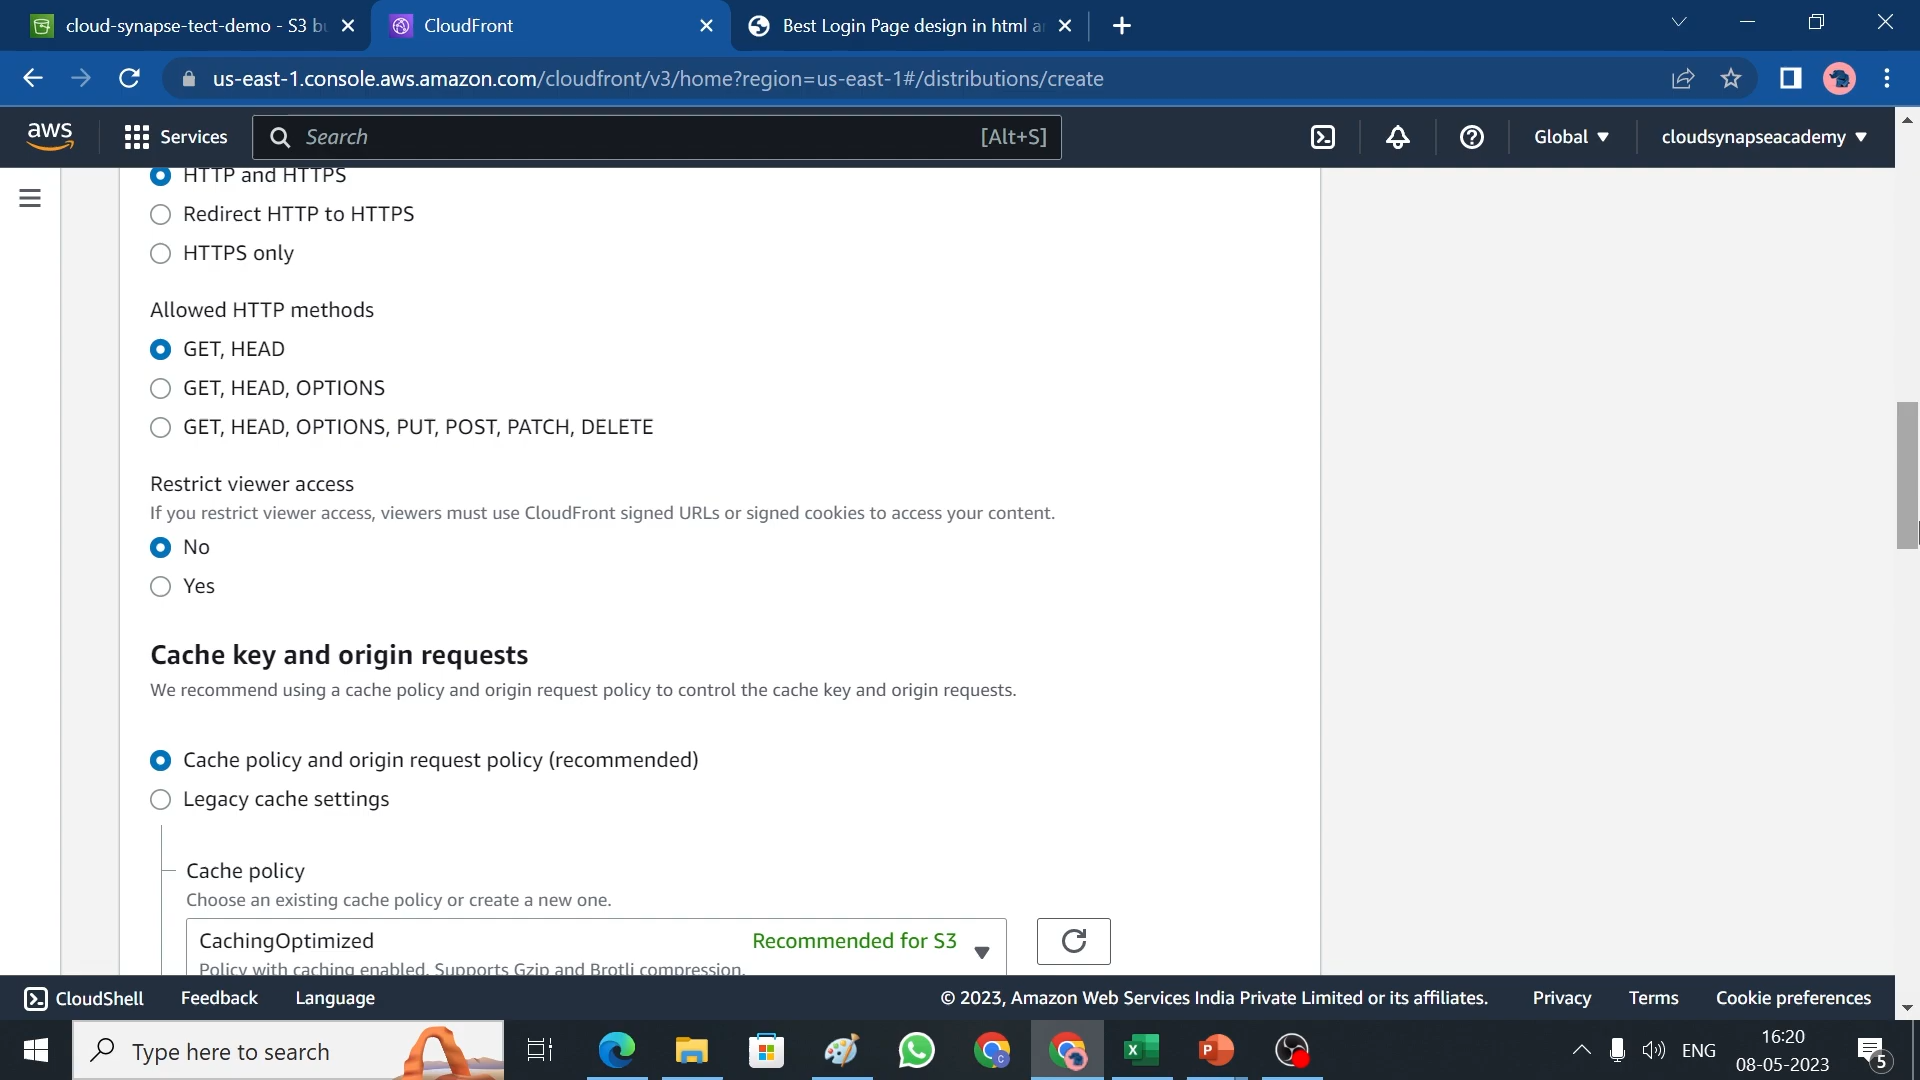 cloud-synapse-tect-demo - S3 bu
CloudFront
Best Login Page design in html a
us-east-1.console.aws.amazon.com/cloudfront/v3/home?region=us-east-1#/distributions/create
aws
Services
Search
[Alt+S]
Global
cloudsynapseacademy
HTTP and HTTPS
Redirect HTTP to HTTPS
HTTPS only
Allowed HTTP methods
GET, HEAD
GET, HEAD, OPTIONS
GET, HEAD, OPTIONS, PUT, POST, PATCH, DELETE
Restrict viewer access
If you restrict viewer access, viewers must use CloudFront signed URLs or signed cookies to access your content.
No
Yes
Cache key and origin requests
We recommend using a cache policy and origin request policy to control the cache key and origin requests.
Cache policy and origin request policy (recommended)
Legacy cache settings
Cache policy
Choose an existing cache policy or create a new one.
CachingOptimized
Recommended for S3
Policy with caching enabled. Supports Gzip and Brotli compression.
CloudShell
Feedback
Language
© 2023, Amazon Web Services India Private Limited or its affiliates.
Privacy
Terms
Cookie preferences
Type here to search
ENG
16:20
08-05-2023
5